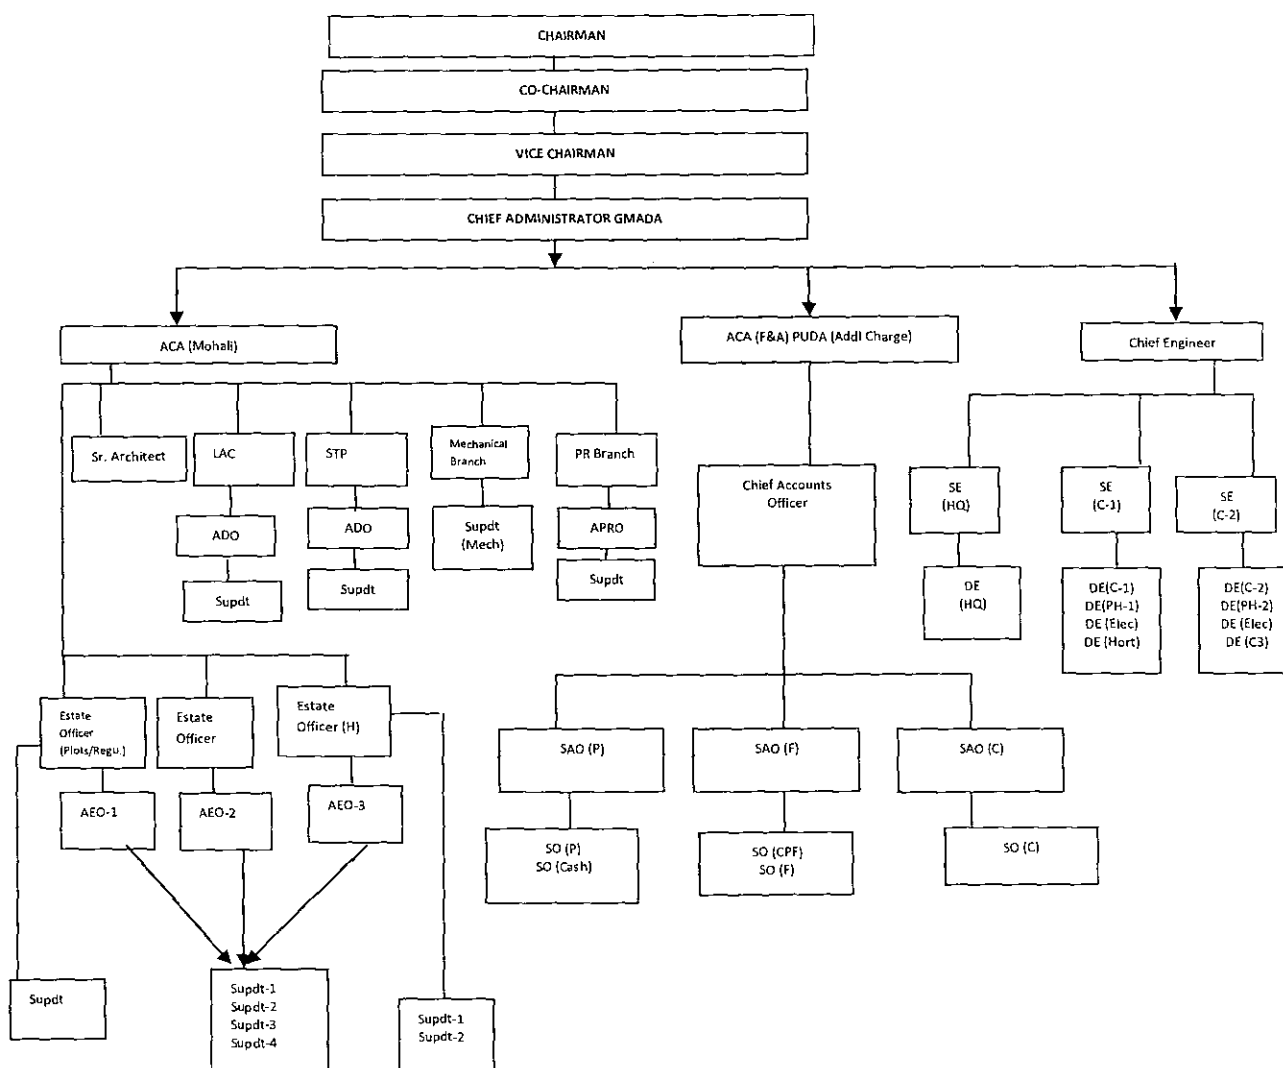 CHAIRMAN
CO-CHAIRMAN
VICE CHAIRMAN
CHIEF ADMINISTRATOR GMADA
ACA (Mohali)
ACA (F&A) PUDA (Addl Charge)
Chief Engineer
Sr. Architect
LAC
STP
Mechanical
Branch
PR Branch
ADO
ADO
Supdt
(Mech)
APRO
Supdt
Supdt
Supdt
Chief Accounts
Officer
SE
(HQ)
SE
(C-1)
SE
(C-2)
DE
(HQ)
DE(C-1)
DE(PH-1)
DE (Elec)
DE (Hort)
DE(C-2)
DE(PH-2)
DE (Elec)
DE (C3)
Estate
Officer
(Plots/Regu.)
Estate
Officer
Estate
Officer (H)
AEO-1
AEO-2
AEO-3
SAO (P)
SAO (F)
SAO (C)
SO (P)
SO (Cash)
SO (CPF)
SO (F)
SO (C)
Supdt
Supdt-1
Supdt-2
Supdt-3
Supdt-4
Supdt-1
Supdt-2